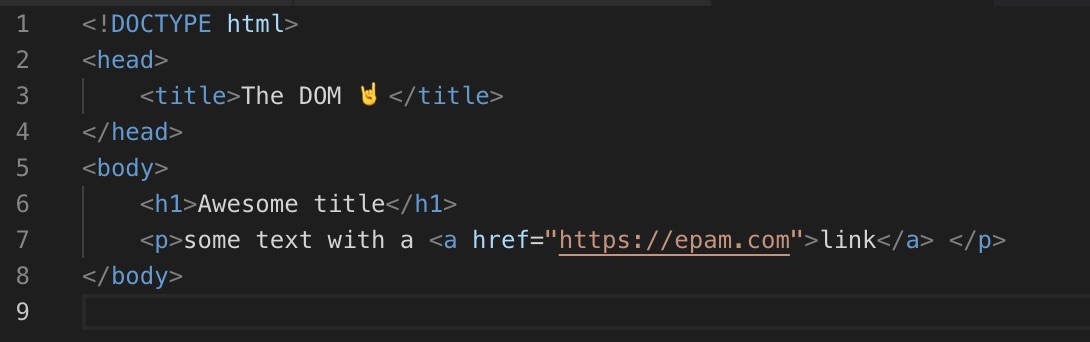 1 <!DOCTYPE html>
2 <head>
3     <title>The DOM 🤘</title>
4 </head>
5 <body>
6     <h1>Awesome title</h1>
7     <p>some text with a <a href="https://epam.com">link</a> </p>
8 </body>
9